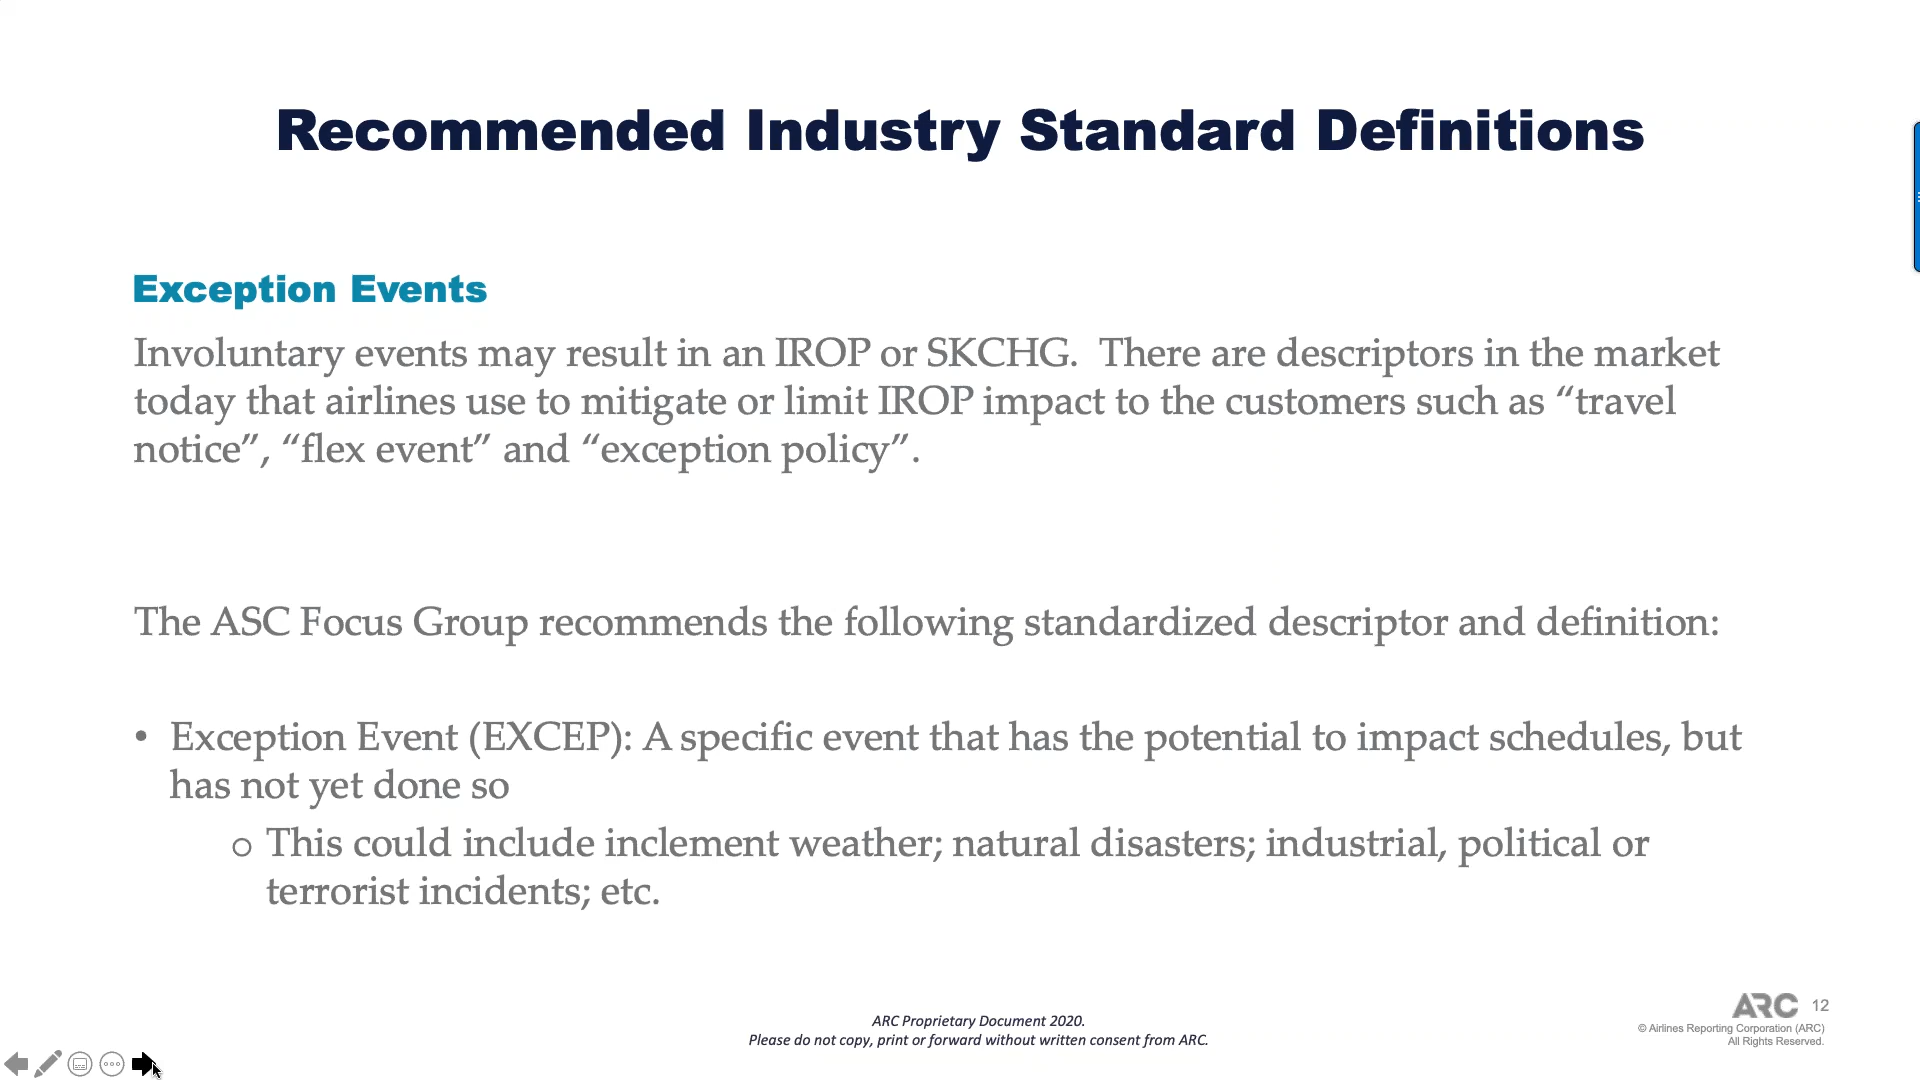 Recommended Industry Standard Definitions
Exception Events
Involuntary events may result in an IROP or SKCHG.  There are descriptors in the market
today that airlines use to mitigate or limit IROP impact to the customers such as “travel
notice”, “flex event” and “exception policy”.
The ASC Focus Group recommends the following standardized descriptor and definition:
• Exception Event (EXCEP): A specific event that has the potential to impact schedules, but
has not yet done so
o This could include inclement weather; natural disasters; industrial, political or
terrorist incidents; etc.
ARC Proprietary Document 2020.
Please do not copy, print or forward without written consent from ARC.
ARC 12
© Airlines Reporting Corporation (ARC)
All Rights Reserved.